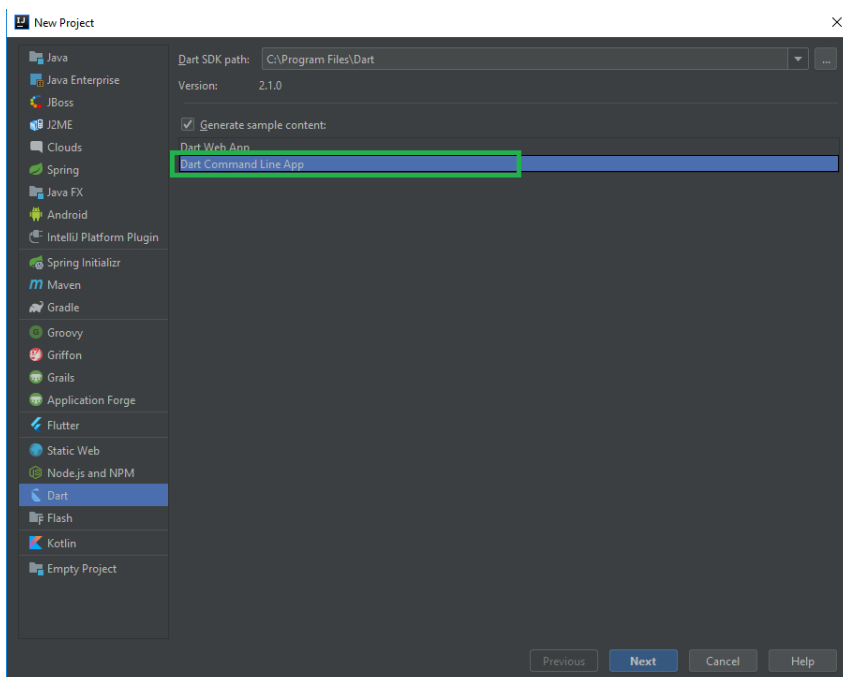 New Project
Java
Java Enterprise
JBoss
J2ME
Clouds
Spring
Java FX
Android
IntelliJ Platform Plugin
Spring Initializr
Maven
Gradle
Groovy
Griffon
Grails
Application Forge
Flutter
Static Web
Node.js and NPM
Dart
Flash
Kotlin
Empty Project
Dart SDK path: C:\Program Files\Dart ...
Version: 2.1.0
Generate sample content:
Dart Web App
Dart Command Line App
Previous Next Cancel Help